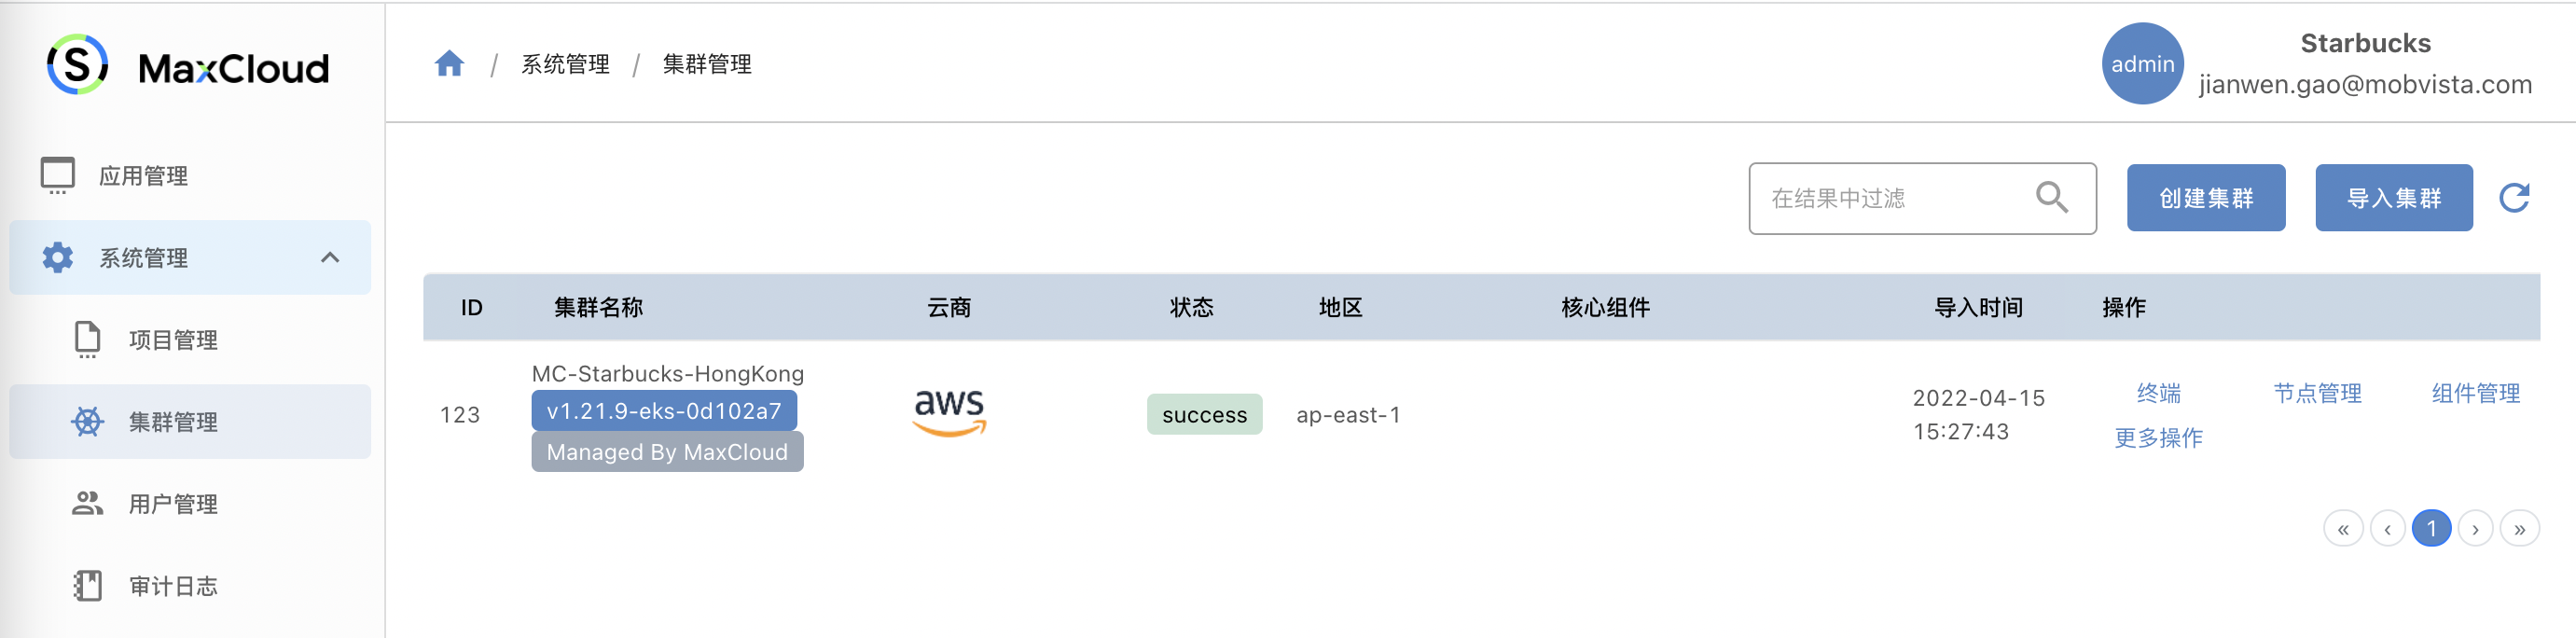 S MaxCloud
应用管理
系统管理
项目管理
集群管理
用户管理
审计日志
/ 系统管理 / 集群管理
admin
Starbucks
jianwen.gao@mobvista.com
在结果中过滤
创建集群
导入集群
ID 集群名称 云商 状态 地区 核心组件 导入时间 操作
123
MC-Starbucks-HongKong
v1.21.9-eks-0d102a7
Managed By MaxCloud
aws
success
ap-east-1
2022-04-15
15:27:43
终端 节点管理 组件管理
更多操作
« ‹ 1 › »